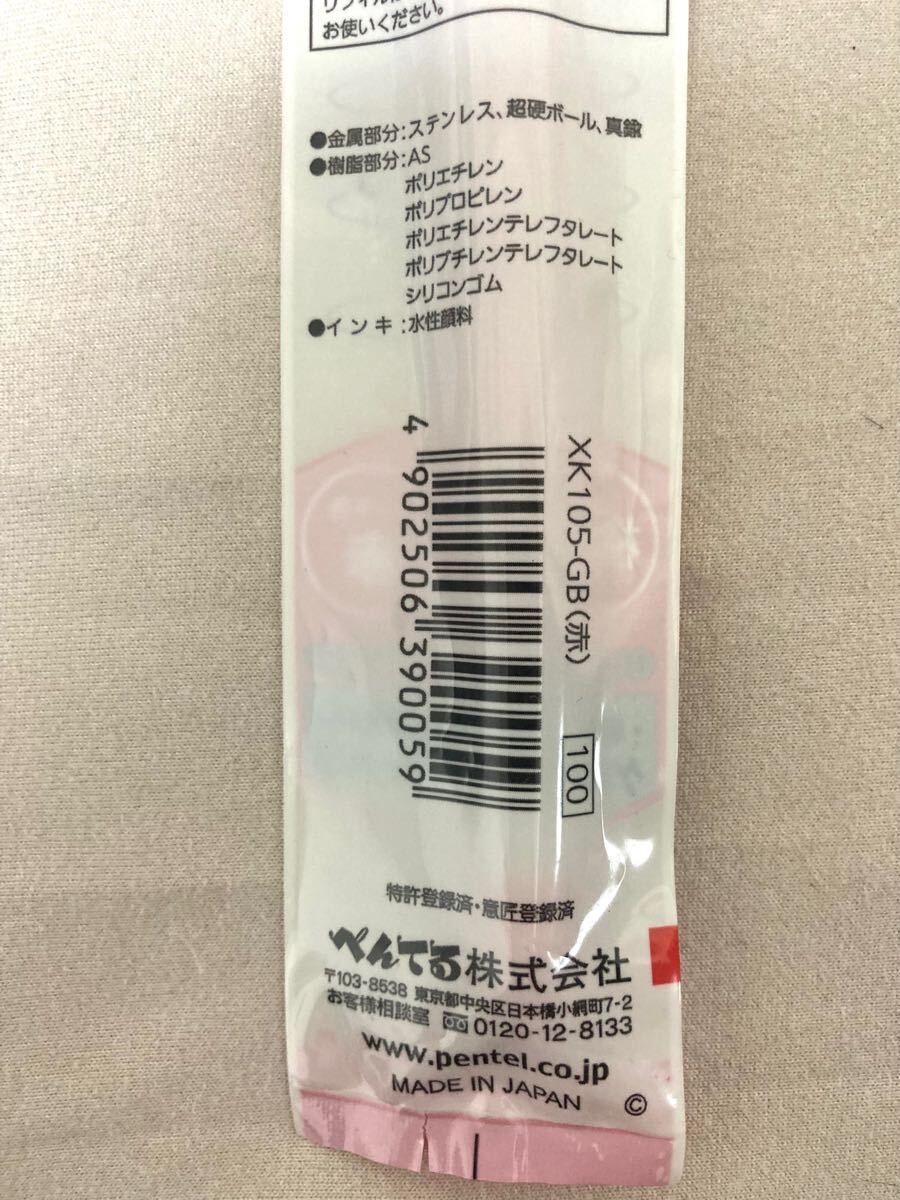 お使いください。
●金属部分:ステンレス、超硬ボール、真鍮
●樹脂部分:AS
ポリエチレン
ポリプロピレン
ポリエチレンテレフタレート
ポリブチレンテレフタレート
シリコンゴム
●インキ:水性顔料
4 902506 390059
XK105-GB(赤)
100
特許登録済・意匠登録済
ぺんてる株式会社
〒103-8538 東京都中央区日本橋小網町7-2
お客様相談室 0120-12-8133
www.pentel.co.jp
MADE IN JAPAN ©